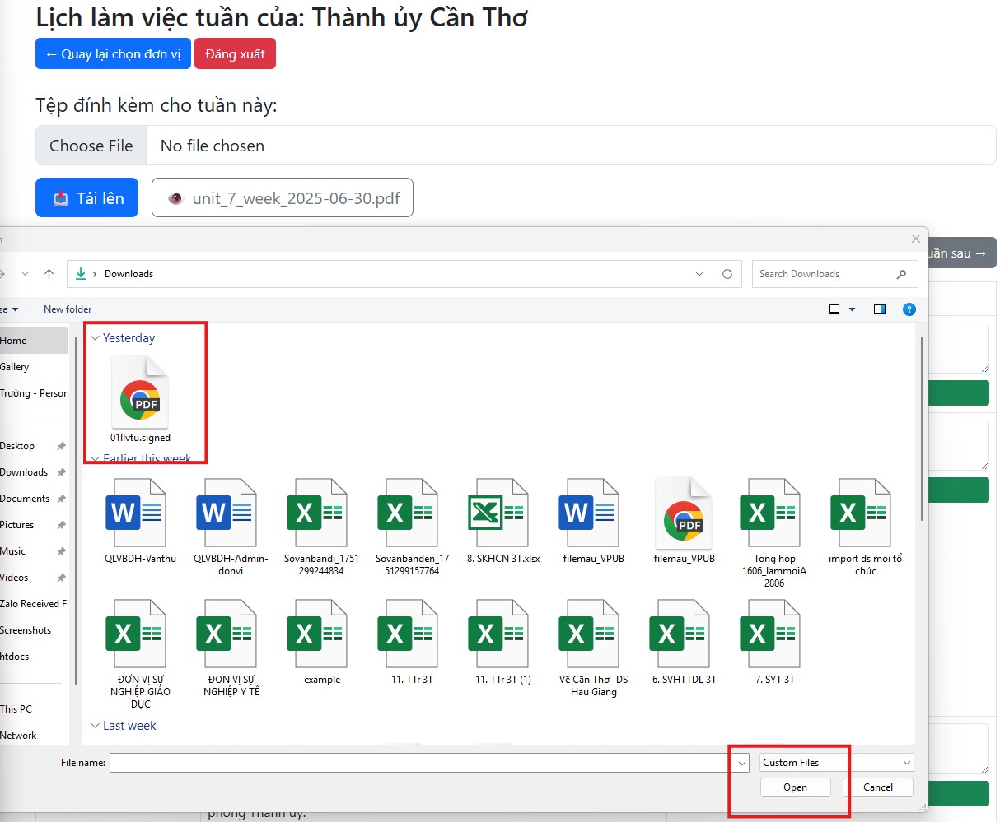 Lịch làm việc tuần của: Thành ủy Cần Thơ
← Quay lại chọn đơn vị
Đăng xuất
Tệp đính kèm cho tuần này:
Choose File
No file chosen
Tải lên
unit_7_week_2025-06-30.pdf
uần sau →
Downloads
Search Downloads
ze
New folder
Home
Gallery
Trường - Person
Desktop
Downloads
Documents
Pictures
Music
Videos
Zalo Received Fi
Screenshots
htdocs
This PC
Network
Yesterday
PDF
01llvtu.signed
Earlier this week
QLVBDH-Vanthu
QLVBDH-Admin-
donvi
Sovanbandi_1751
299244834
Sovanbanden_17
51299157764
8. SKHCN 3T.xlsx
filemau_VPUB
PDF
filemau_VPUB
Tong hop
1606_lammoiA
2806
import ds moi tổ
chức
ĐƠN VỊ SỰ
NGHIỆP GIÁO
DỤC
ĐƠN VỊ SỰ
NGHIỆP Y TẾ
example
11. TTr 3T
11. TTr 3T (1)
Về Cần Thơ -DS
Hau Giang
6. SVHTTDL 3T
7. SYT 3T
Last week
File name:
Custom Files
Open
Cancel
phòng Thành ủy.